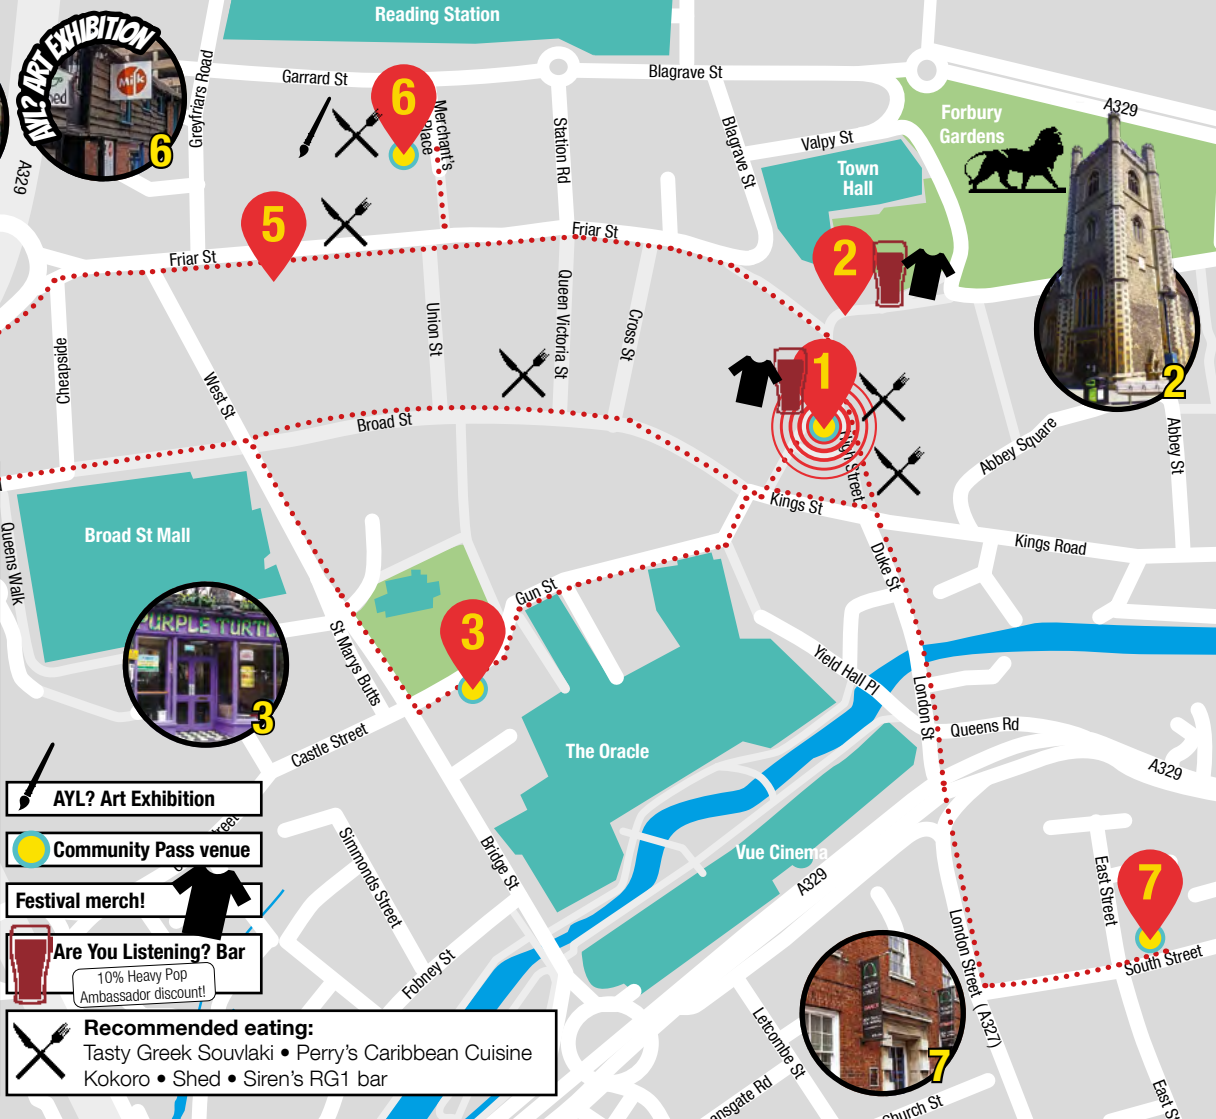 Reading Station
AYL? ART EXHIBITION
Milk
6
Greyfriars Road
Garrard St
6
Merchant's
Place
Station Rd
Blagrave St
Blagrave St
Valpy St
Forbury
Gardens
A329
Town
Hall
A329
5
Friar St
Friar St
2
2
Cheapside
West St
Union St
Queen Victoria St
Cross St
1
High Street
Broad St
Kings St
Abbey Square
Abbey St
Kings Road
Broad St Mall
Queens Walk
PURPLE TURTL
3
St Marys Butts
Gun St
3
Duke St
Yield Hall Pl
London St
Queens Rd
A329
Castle Street
The Oracle
Vue Cinema
A329
Bridge St
Simmonds Street
Fobney St
East Street
7
South Street
London Street (A327)
7
Letcombe St
Church St
East S
AYL? Art Exhibition
Community Pass venue
Festival merch!
Are You Listening? Bar
10% Heavy Pop
Ambassador discount!
Recommended eating:
Tasty Greek Souvlaki • Perry's Caribbean Cuisine
Kokoro • Shed • Siren's RG1 bar